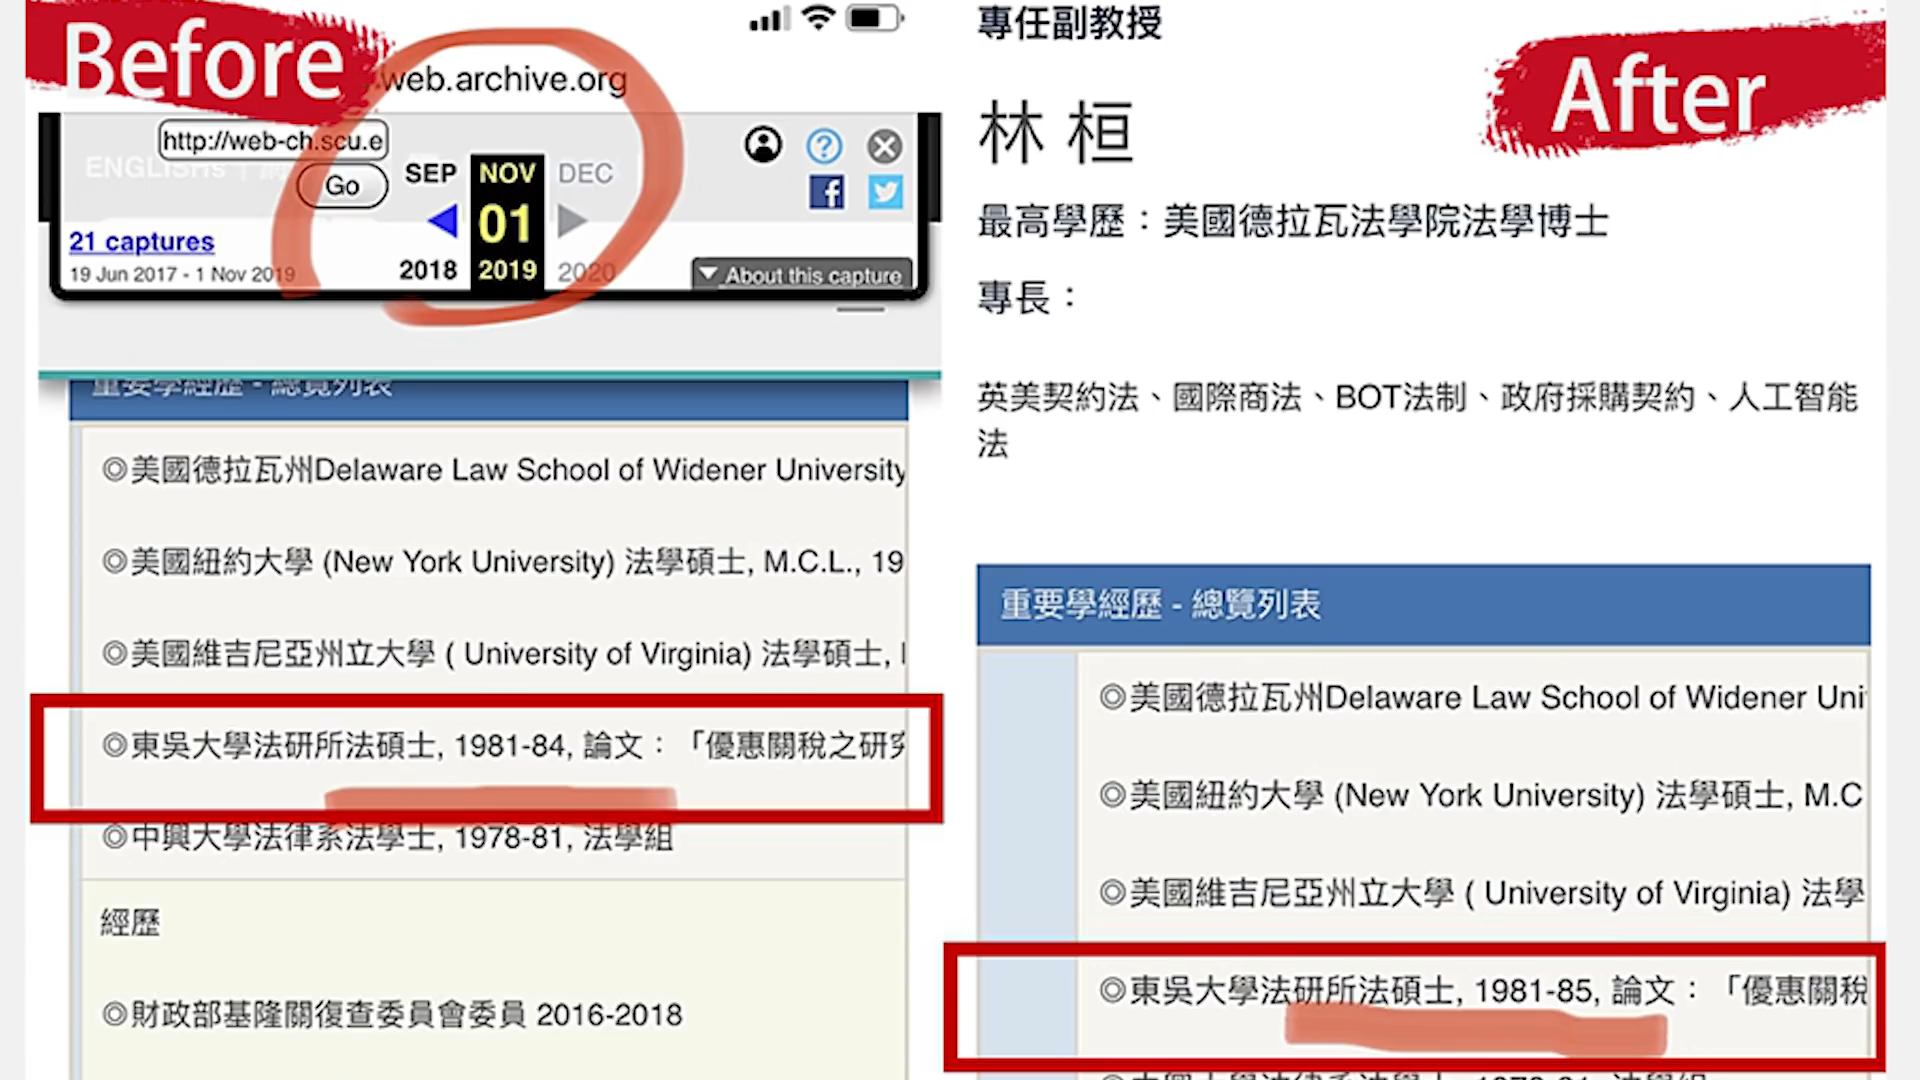 Before
web.archive.org
http://web-ch.scu.e
Go
SEP NOV DEC
01
2018 2019 2020
21 captures
19 Jun 2017 - 1 Nov 2019
About this capture
重要學經歷 - 總覽列表
◎美國德拉瓦州Delaware Law School of Widener University
◎美國紐約大學 (New York University) 法學碩士, M.C.L., 19
◎美國維吉尼亞州立大學 ( University of Virginia) 法學碩士,
◎東吳大學法研所法碩士, 1981-84, 論文：「優惠關稅之研究
◎中興大學法律系法學士, 1978-81, 法學組
經歷
◎財政部基隆關復查委員會委員 2016-2018
After
專任副教授
林 桓
最高學歷：美國德拉瓦法學院法學博士
專長：
英美契約法、國際商法、BOT法制、政府採購契約、人工智能
法
重要學經歷 - 總覽列表
◎美國德拉瓦州Delaware Law School of Widener Uni
◎美國紐約大學 (New York University) 法學碩士, M.C
◎美國維吉尼亞州立大學 ( University of Virginia) 法學
◎東吳大學法研所法碩士, 1981-85, 論文：「優惠關稅